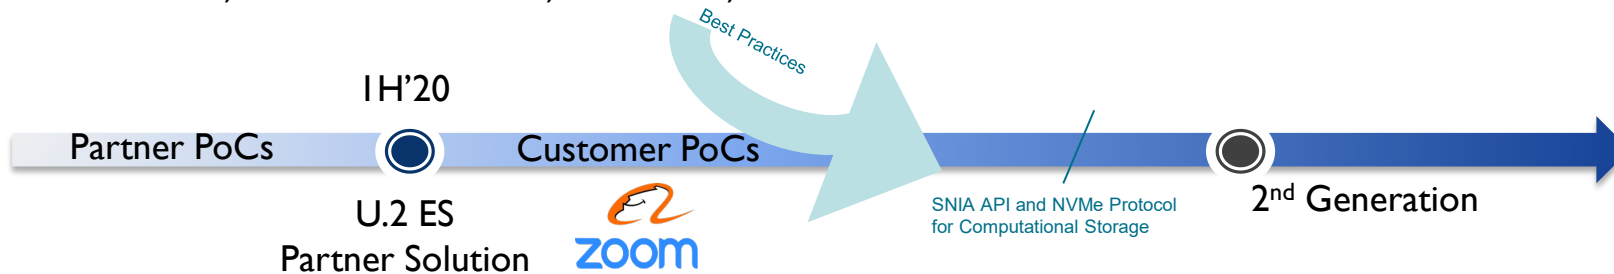 Best Practices
1H'20
Partner PoCs
Customer PoCs
U.2 ES
Partner Solution
zoom
SNIA API and NVMe Protocol
for Computational Storage
2nd Generation